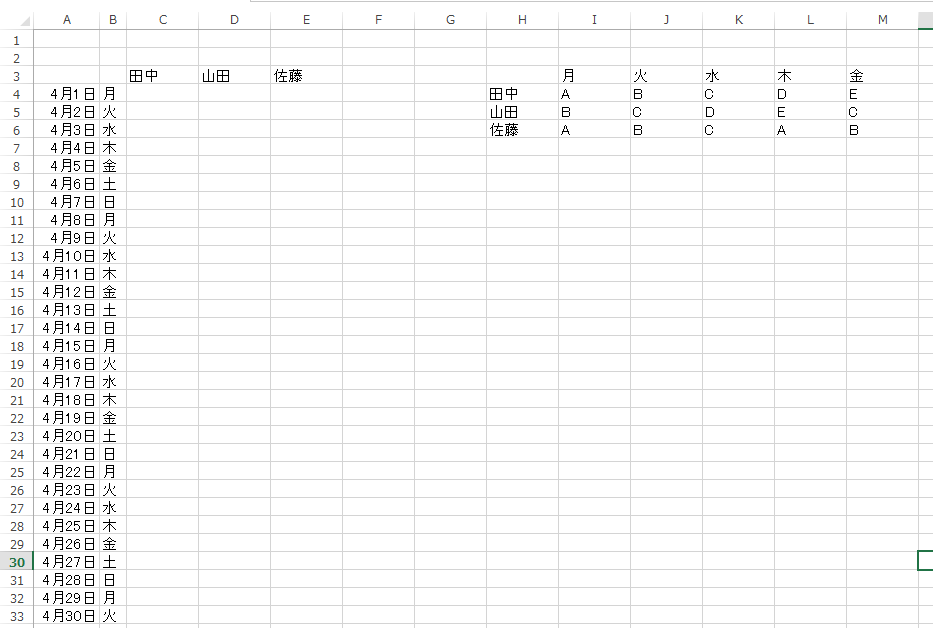 A B C D E F G H I J K L M
1
2
3 田中 山田 佐藤 月 火 水 木 金
4 4月1日 月 田中 A B C D E
5 4月2日 火 山田 B C D E C
6 4月3日 水 佐藤 A B C A B
7 4月4日 木
8 4月5日 金
9 4月6日 土
10 4月7日 日
11 4月8日 月
12 4月9日 火
13 4月10日 水
14 4月11日 木
15 4月12日 金
16 4月13日 土
17 4月14日 日
18 4月15日 月
19 4月16日 火
20 4月17日 水
21 4月18日 木
22 4月19日 金
23 4月20日 土
24 4月21日 日
25 4月22日 月
26 4月23日 火
27 4月24日 水
28 4月25日 木
29 4月26日 金
30 4月27日 土
31 4月28日 日
32 4月29日 月
33 4月30日 火